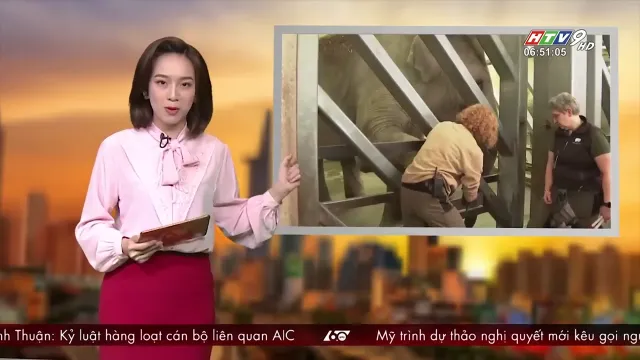 HTV9 HD
06:51:05
nh Thuận: Kỷ luật hàng loạt cán bộ liên quan AIC 60 Mỹ trình dự thảo nghị quyết mới kêu gọi ng